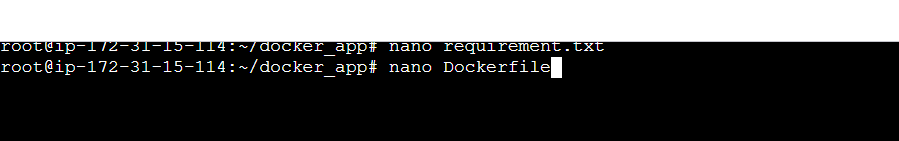 root@ip-172-31-15-114:~/docker_app# nano requirement.txt
root@ip-172-31-15-114:~/docker_app# nano Dockerfile